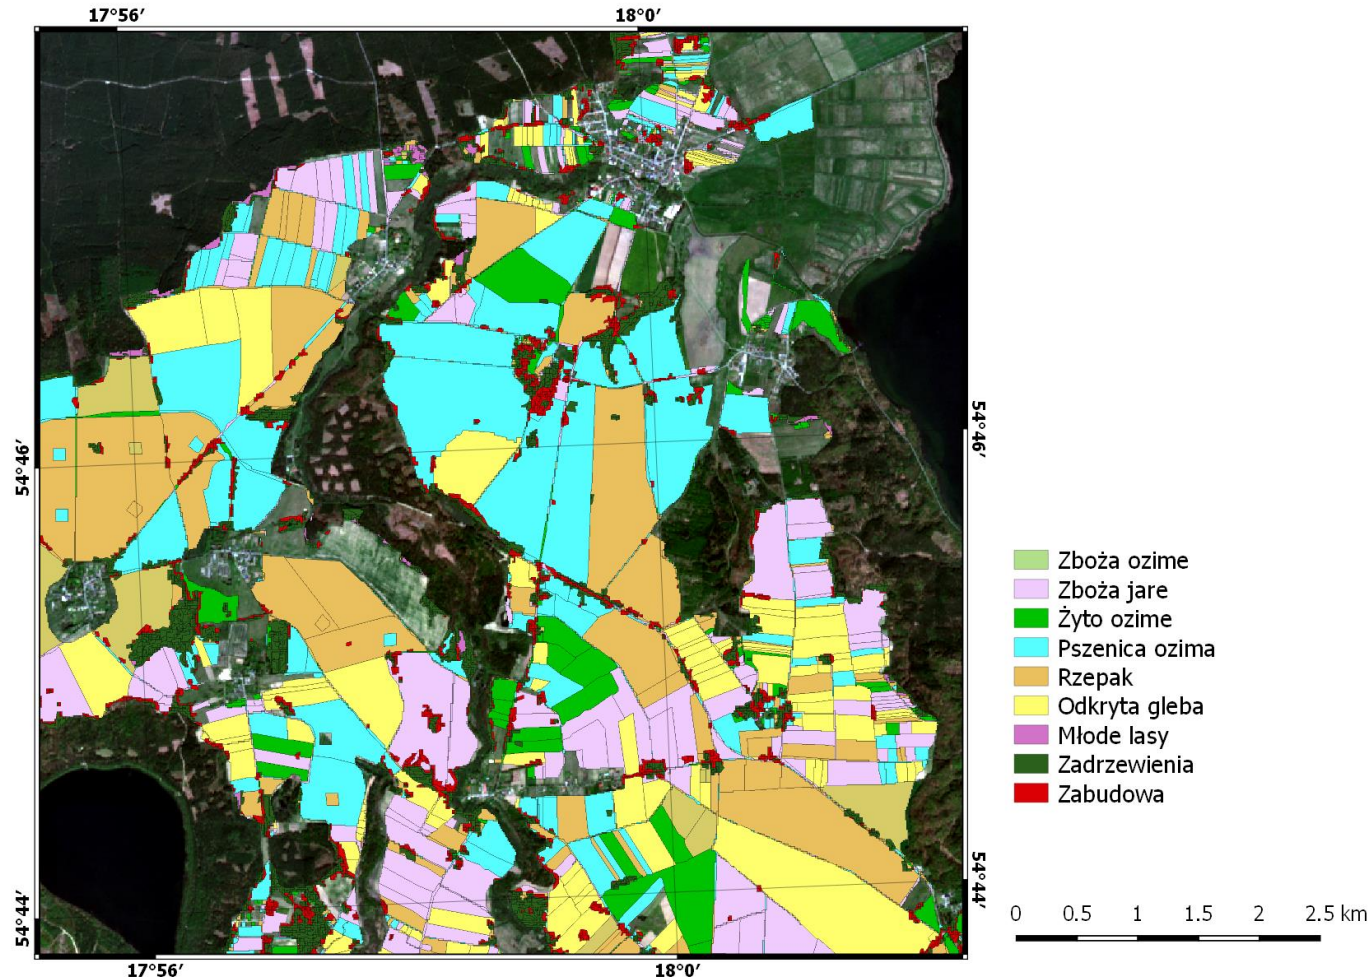 17°56′ 18°0′
54°46′ 54°46′
Zboża ozime
Zboża jare
Żyto ozime
Pszenica ozima
Rzepak
Odkryta gleba
Młode lasy
Zadrzewienia
Zabudowa
54°44′ 54°44′
0 0.5 1 1.5 2 2.5 km
17°56′ 18°0′